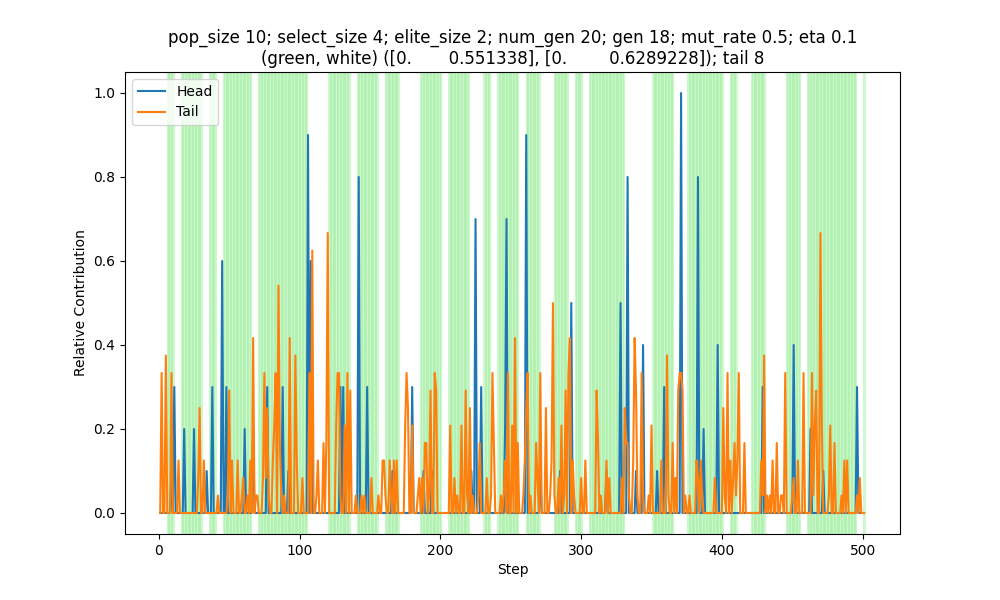 pop_size 10; select_size 4; elite_size 2; num_gen 20; gen 18; mut_rate 0.5; eta 0.1
(green, white) ([0. 0.551338], [0. 0.6289228]); tail 8
Head
Tail
1.0
0.8
0.6
0.4
0.2
0.0
Relative Contribution
0 100 200 300 400 500
Step